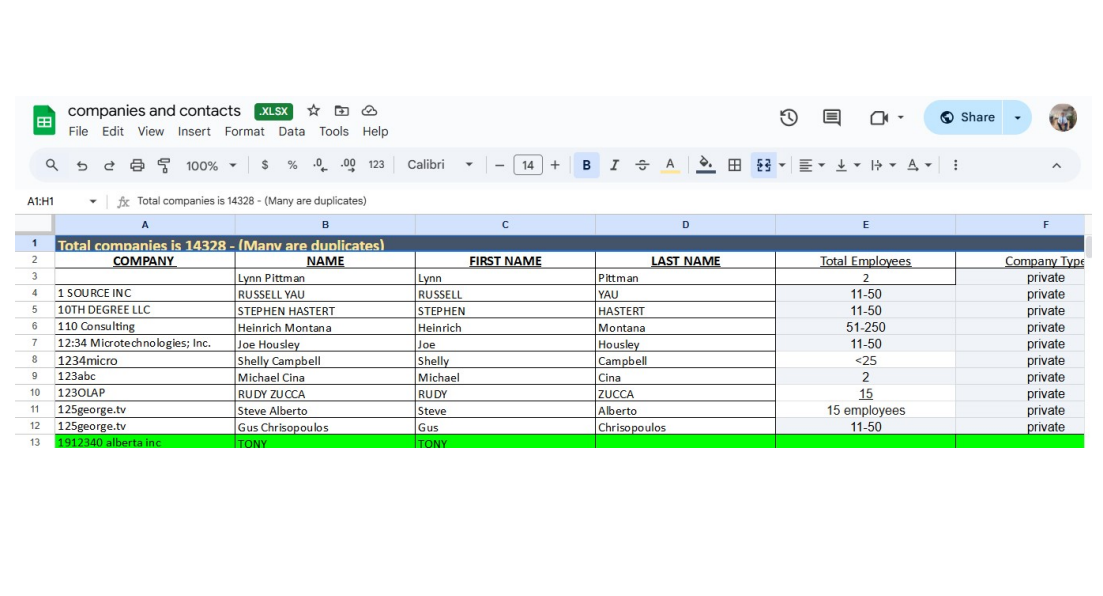 companies and contacts .XLSX
File Edit View Insert Format Data Tools Help
Share
100% $ % .0 .00 123 Calibri 14 B I A
A1:H1 fx Total companies is 14328 - (Many are duplicates)
A B C D E F
1 Total companies is 14328 - (Many are duplicates)
2 COMPANY NAME FIRST NAME LAST NAME Total Employees Company Type
3 Lynn Pittman Lynn Pittman 2 private
4 1 SOURCE INC RUSSELL YAU RUSSELL YAU 11-50 private
5 10TH DEGREE LLC STEPHEN HASTERT STEPHEN HASTERT 11-50 private
6 110 Consulting Heinrich Montana Heinrich Montana 51-250 private
7 12:34 Microtechnologies; Inc. Joe Housley Joe Housley 11-50 private
8 1234micro Shelly Campbell Shelly Campbell <25 private
9 123abc Michael Cina Michael Cina 2 private
10 123OLAP RUDY ZUCCA RUDY ZUCCA 15 private
11 125george.tv Steve Alberto Steve Alberto 15 employees private
12 125george.tv Gus Chrisopoulos Gus Chrisopoulos 11-50 private
13 1912340 alberta inc TONY TONY